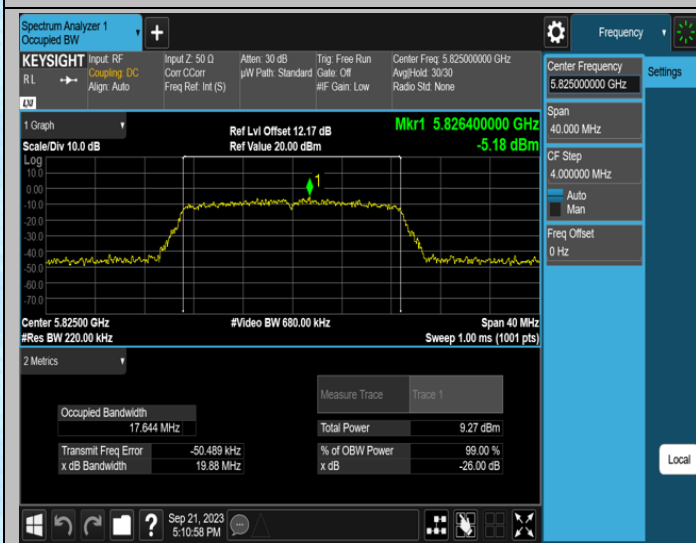 Spectrum Analyzer 1
Occupied BW
Frequency
KEYSIGHT
RL
LXI
Input: RF
Coupling: DC
Align: Auto
Input Z: 50 Ω
Corr CCorr
Freq Ref: Int (S)
Atten: 30 dB
µW Path: Standard
Trig: Free Run
Gate: Off
#IF Gain: Low
Center Freq: 5.825000000 GHz
Avg|Hold: 30/30
Radio Std: None
Center Frequency
5.825000000 GHz
Settings
Span
40.000 MHz
CF Step
4.000000 MHz
Auto
Man
Freq Offset
0 Hz
Local
1 Graph
Scale/Div 10.0 dB
Ref Lvl Offset 12.17 dB
Ref Value 20.00 dBm
Mkr1 5.826400000 GHz
-5.18 dBm
Log
10.0
0.00
-10.0
-20.0
-30.0
-40.0
-50.0
-60.0
-70.0
1
Center 5.82500 GHz
#Res BW 220.00 kHz
#Video BW 680.00 kHz
Span 40 MHz
Sweep 1.00 ms (1001 pts)
2 Metrics
Measure Trace
Trace 1
Occupied Bandwidth
17.644 MHz
Total Power
9.27 dBm
Transmit Freq Error
-50.489 kHz
% of OBW Power
99.00 %
x dB Bandwidth
19.88 MHz
x dB
-26.00 dB
?
Sep 21, 2023
5:10:58 PM